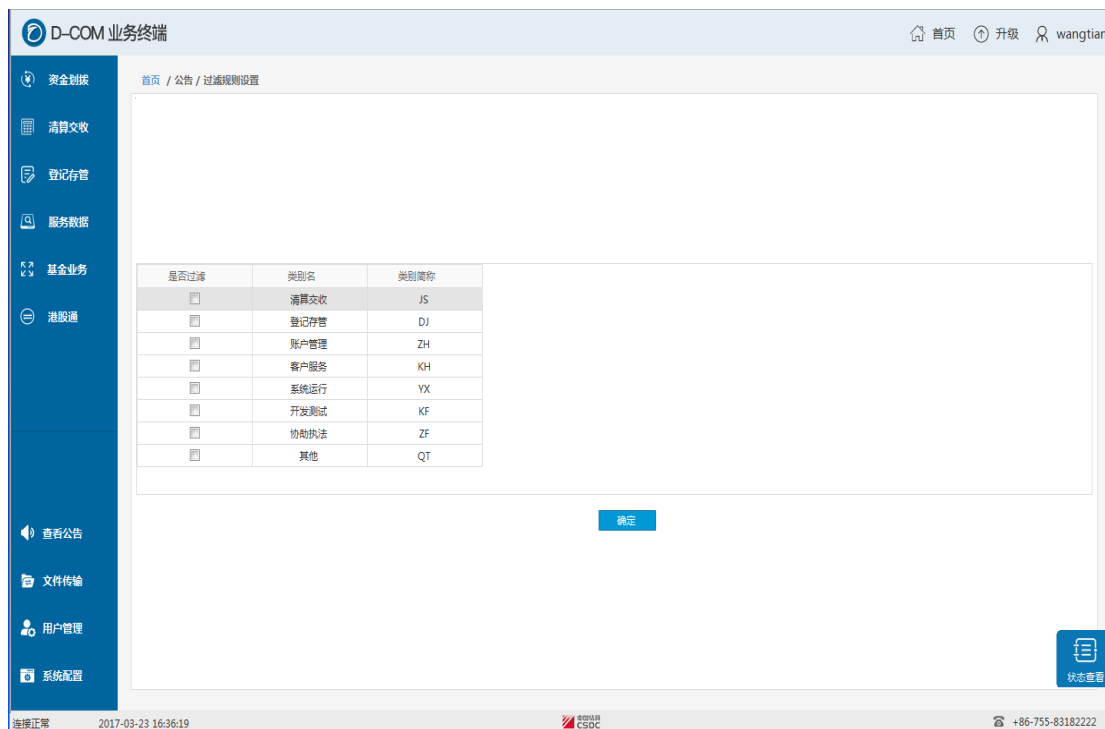 D-COM 业务终端
首页 升级 wangtian
资金划拨
清算交收
登记存管
服务数据
基金业务
港股通
查看公告
文件传输
用户管理
系统配置
首页 / 公告 / 过滤规则设置
是否过滤 类别名 类别简称
清算交收 JS
登记存管 DJ
账户管理 ZH
客户服务 KH
系统运行 YX
开发测试 KF
协助执法 ZF
其他 QT
确定
状态查看
连接正常 2017-03-23 16:36:19 中国结算 CSDC +86-755-83182222